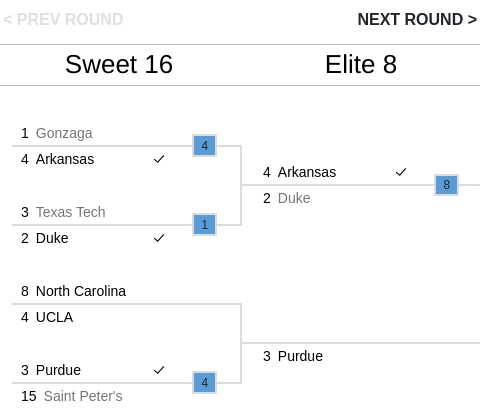 < PREV ROUND NEXT ROUND >
Sweet 16 Elite 8
1 Gonzaga
4
4 Arkansas
4 Arkansas
8
2 Duke
3 Texas Tech
1
2 Duke
8 North Carolina
4 UCLA
3 Purdue
3 Purdue
4
15 Saint Peter's